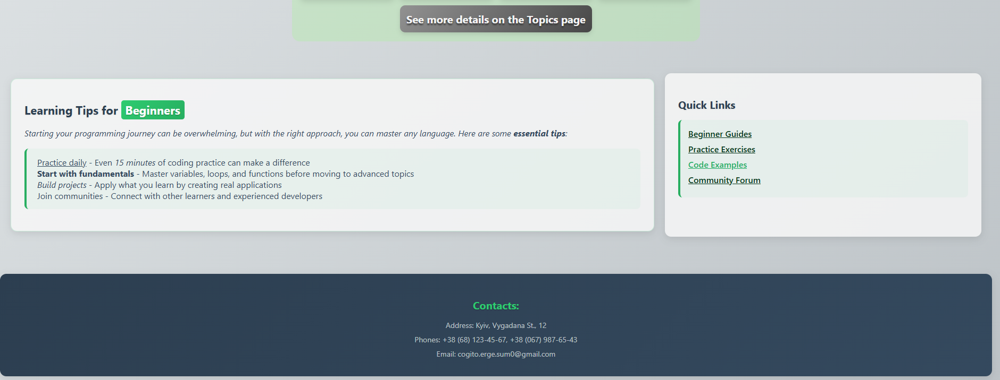 See more details on the Topics page
Learning Tips for Beginners
Starting your programming journey can be overwhelming, but with the right approach, you can master any language. Here are some essential tips:
Practice daily - Even 15 minutes of coding practice can make a difference
Start with fundamentals - Master variables, loops, and functions before moving to advanced topics
Build projects - Apply what you learn by creating real applications
Join communities - Connect with other learners and experienced developers
Quick Links
Beginner Guides
Practice Exercises
Code Examples
Community Forum
Contacts:
Address: Kyiv, Vygadana St., 12
Phones: +38 (68) 123-45-67, +38 (067) 987-65-43
Email: cogito.erge.sum0@gmail.com